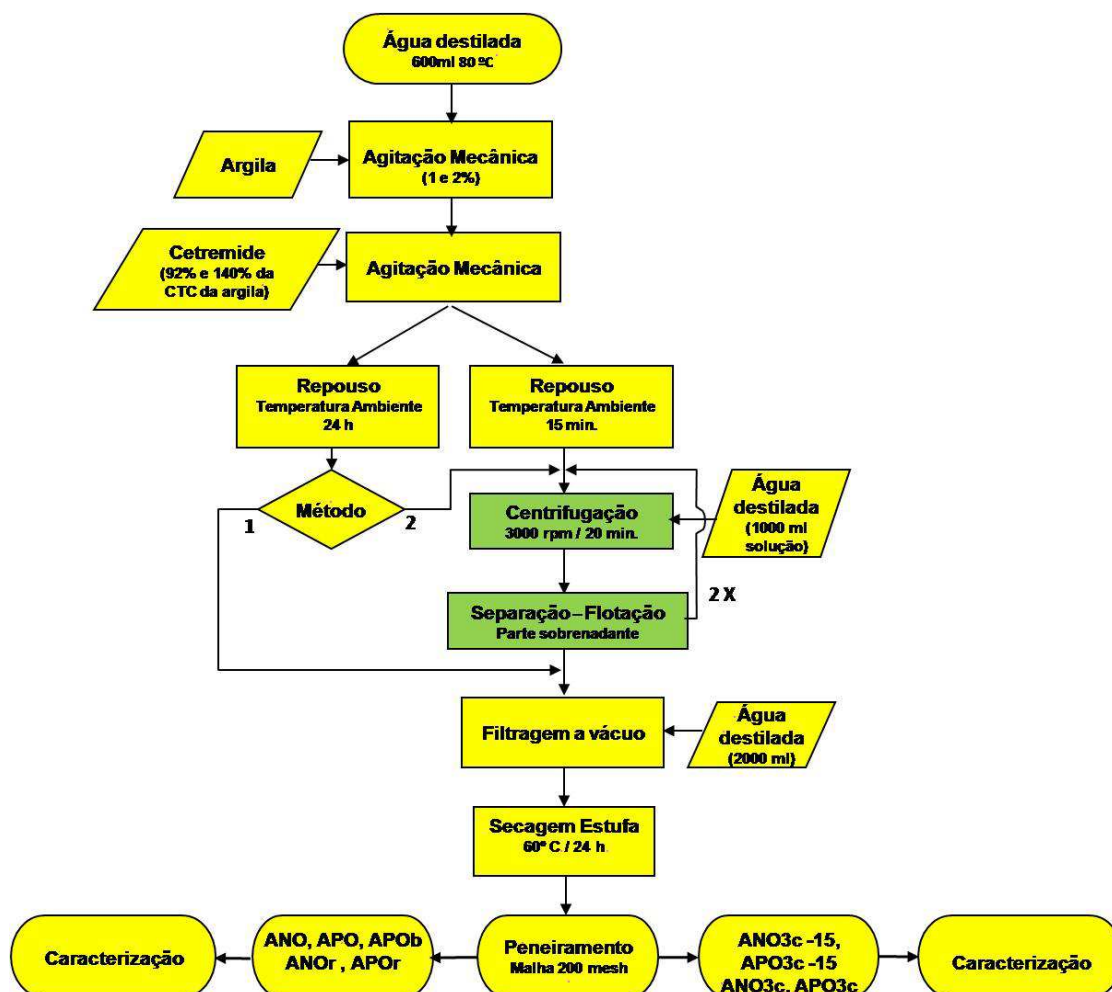 Água destilada
600ml 80 ºC
Argila
Agitação Mecânica
(1 e 2%)
Cetremide
(92% e 140% da
CTC da argila)
Agitação Mecânica
Repouso
Temperatura Ambiente
24 h
Repouso
Temperatura Ambiente
15 min.
Método
1
2
Centrifugação
3000 rpm / 20 min.
Água
destilada
(1000 ml
solução)
Separação – Flotação
Parte sobrenadante
2 X
Filtragem a vácuo
Água
destilada
(2000 ml)
Secagem Estufa
60º C / 24 h
Caracterização
ANO, APO, APOb
ANOr , APOr
Peneiramento
Malha 200 mesh
ANO3c -15,
APO3c -15
ANO3c, APO3c
Caracterização